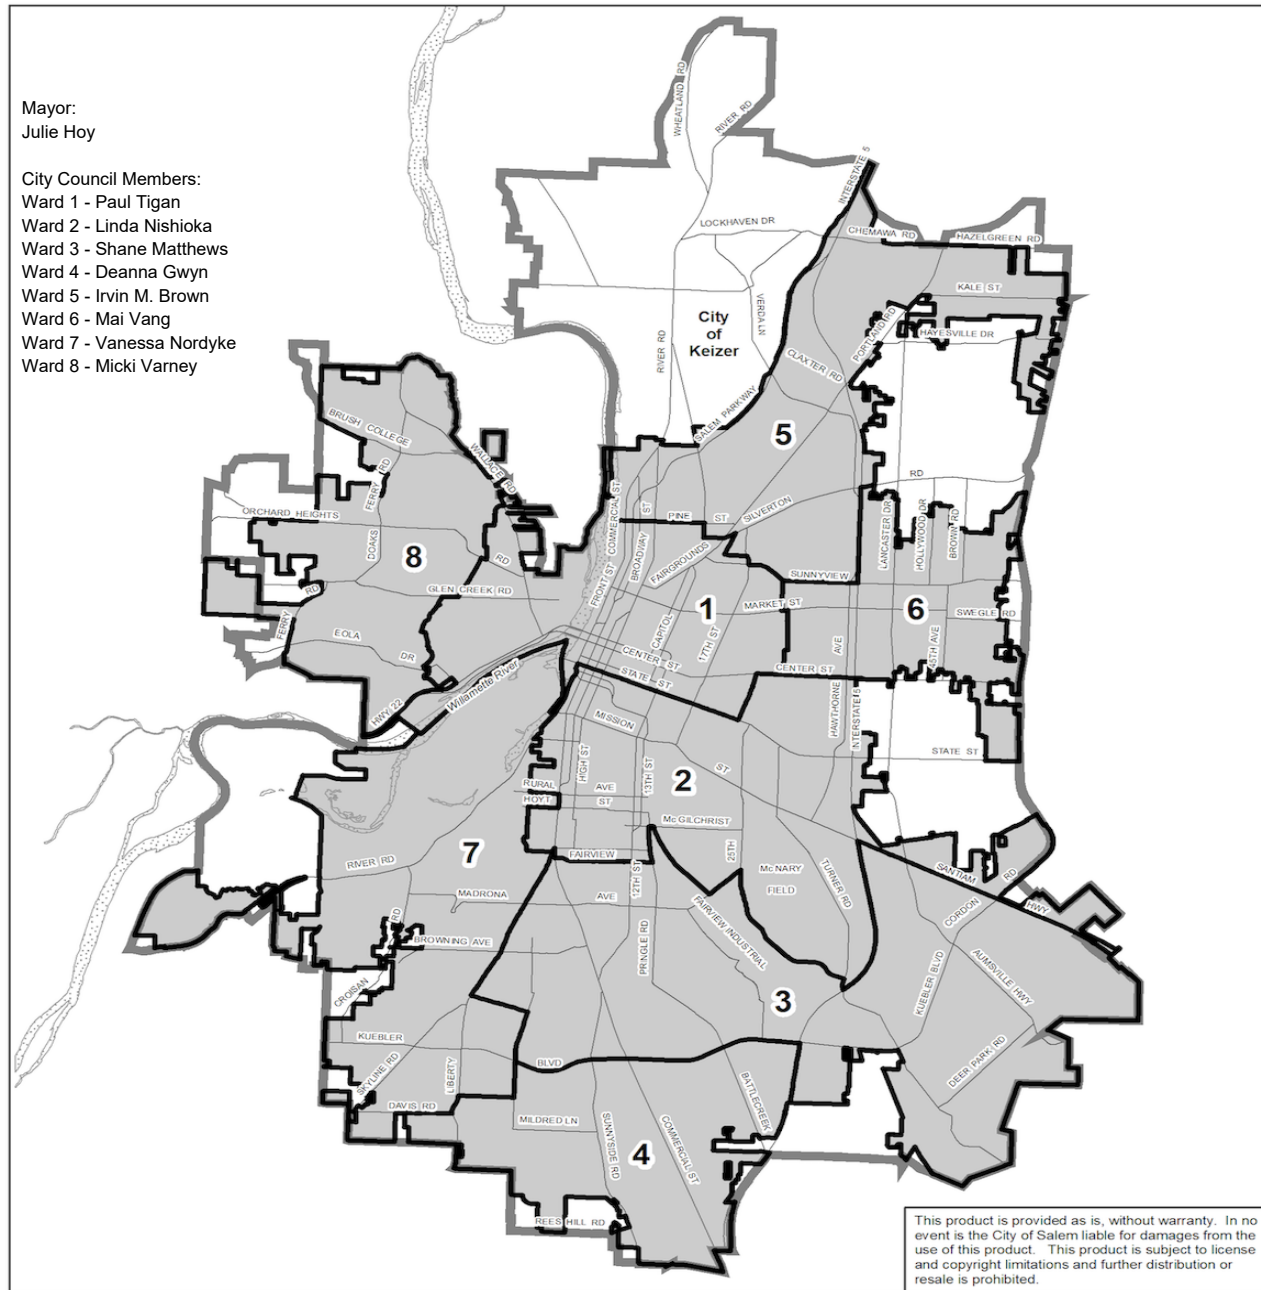 Mayor:
Julie Hoy
City Council Members:
Ward 1 - Paul Tigan
Ward 2 - Linda Nishioka
Ward 3 - Shane Matthews
Ward 4 - Deanna Gwyn
Ward 5 - Irvin M. Brown
Ward 6 - Mai Vang
Ward 7 - Vanessa Nordyke
Ward 8 - Micki Varney
WHEATLAND RD
RIVER RD
INTERSTATE 5
LOCKHAVEN DR
CHEMAWA RD
HAZELGREEN RD
KALE ST
VERDA LN
City
of
Keizer
RIVER RD
PORTLAND RD
HAYESVILLE DR
CLAXTER RD
SALEM PARKWAY
5
BRUSH COLLEGE
RD
WALLACE RD
FERRY
RD
ORCHARD HEIGHTS
COMMERCIAL ST
ST
PINE ST
SILVERTON
LANCASTER DR
HOLLYWOOD DR
BROWN RD
DOAKS
8
RD
BROADWAY
FAIRGROUNDS
FRONT ST
SUNNYVIEW
RD
GLEN CREEK RD
1
MARKET ST
6
SWEGLE RD
FERRY
EOLA
DR
CAPITOL
17TH ST
AVE
45TH AVE
CENTER ST
STATE ST
CENTER ST
HWY 22
Willamette River
HAWTHORNE
INTERSTATE 5
MISSION
ST
STATE ST
HIGH ST
13TH ST
2
RURAL AVE
HOYT ST
McGILCHRIST
7
RIVER RD
FAIRVIEW
25TH
McNARY
FIELD
TURNER RD
SANTIAM
RD
HWY
12TH ST
MADRONA AVE
RD
BROWNING AVE
PRINGLE RD
FAIRVIEW INDUSTRIAL
CORDON
AUMSVILLE HWY
KUEBLER BLVD
CROISAN
3
KUEBLER
BLVD
SKYLINE RD
LIBERTY
DEER PARK RD
BATTLECREEK
DAVIS RD
MILDRED LN
SUNNYSIDE RD
COMMERCIAL ST
4
REES HILL RD
This product is provided as is, without warranty. In no
event is the City of Salem liable for damages from the
use of this product. This product is subject to license
and copyright limitations and further distribution or
resale is prohibited.